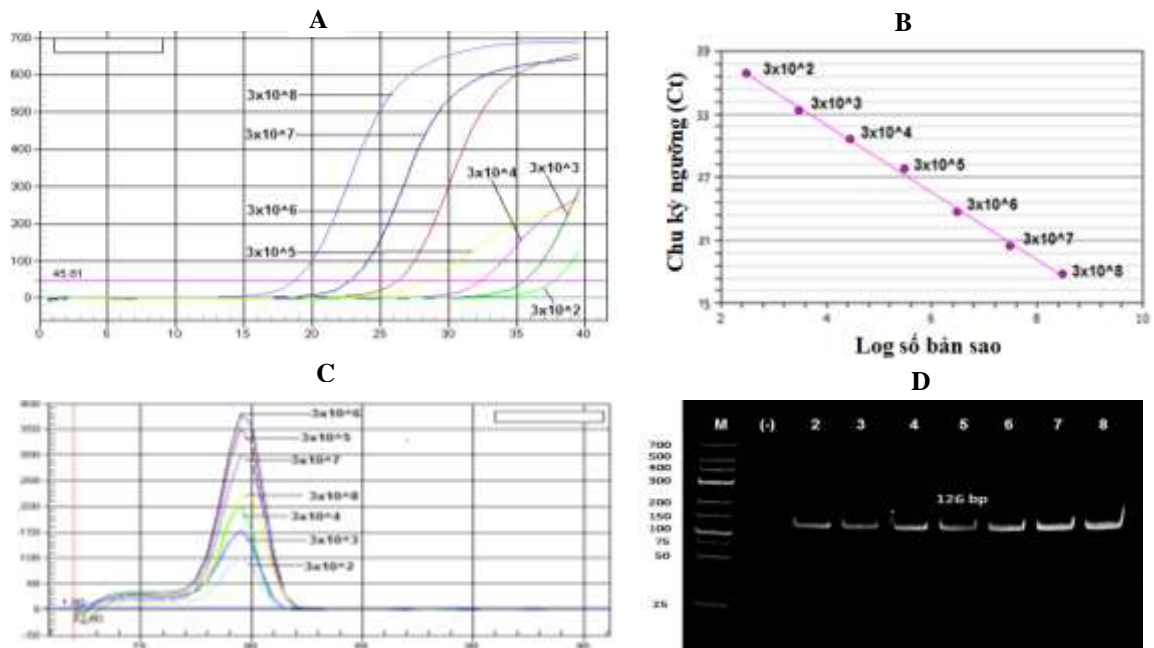 A
700
600
500
400
300
200
100
0
45.81
3x10^8
3x10^7
3x10^6
3x10^5
3x10^4
3x10^3
3x10^2
0 5 10 15 20 25 30 35 40
B
Chu kỳ ngưỡng (Ct)
39
33
27
21
15
3x10^2
3x10^3
3x10^4
3x10^5
3x10^6
3x10^7
3x10^8
2 4 6 8 10
Log số bản sao
C
3x10^6
3x10^5
3x10^7
3x10^8
3x10^4
3x10^3
3x10^2
D
M (-) 2 3 4 5 6 7 8
700
500
400
300
200
150
100
75
50
25
126 bp